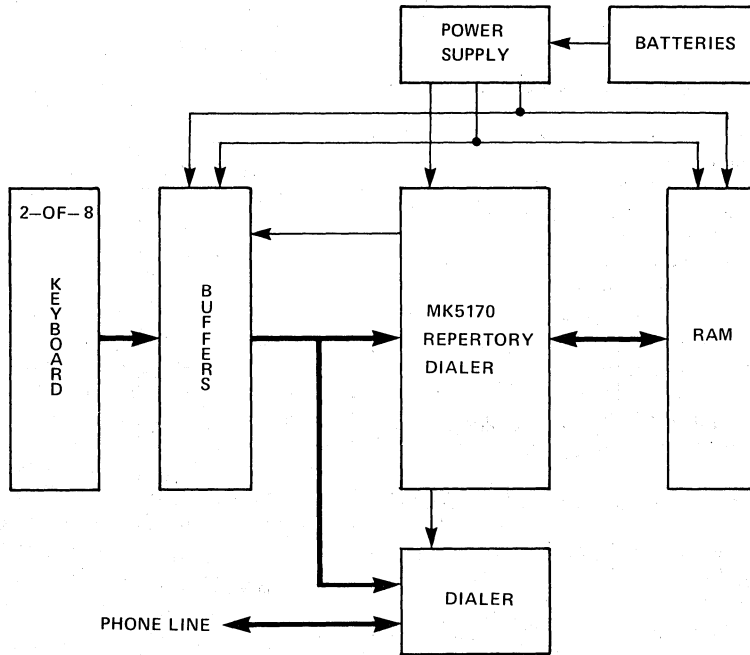 POWER
SUPPLY
BATTERIES
2-OF-8
KEYBOARD
BUFFERS
MK5170
REPERTORY
DIALER
RAM
DIALER
PHONE LINE